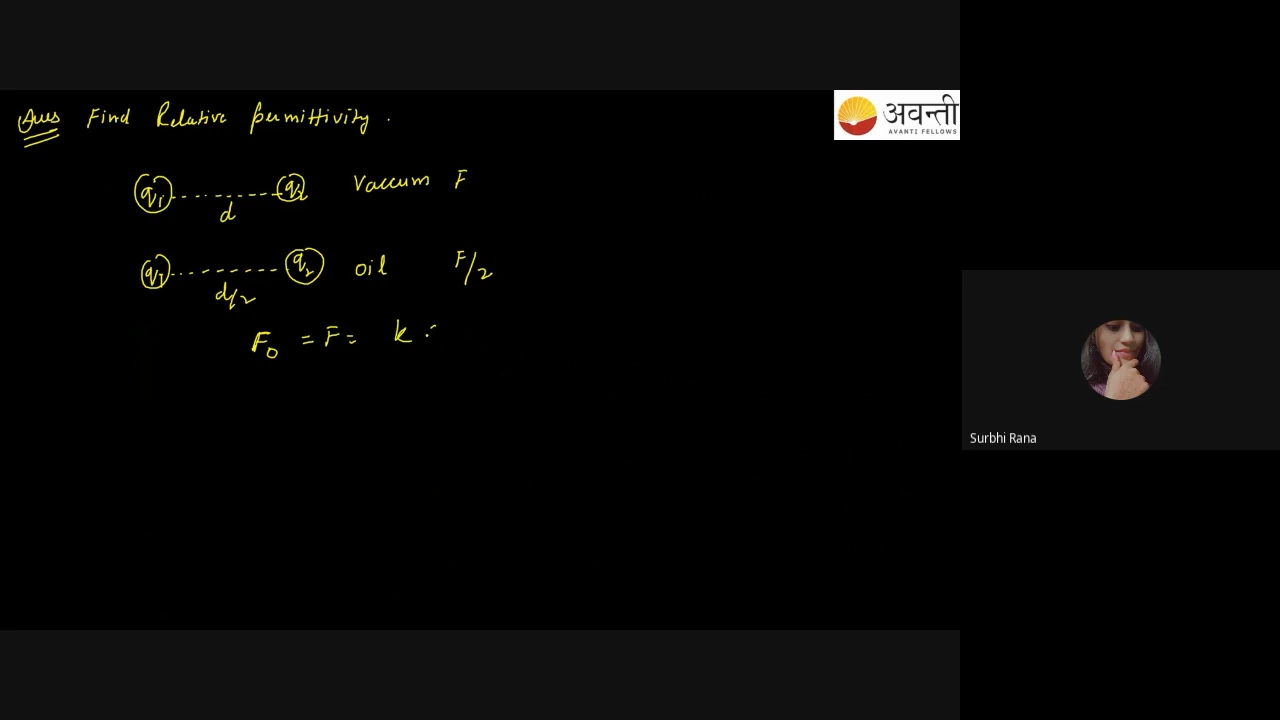 Ques Find Relative permittivity.
q1 d q2 Vaccum F
q1 d/2 q2 oil F/2
F0 = F = k
अवन्ती
AVANTI FELLOWS
Surbhi Rana